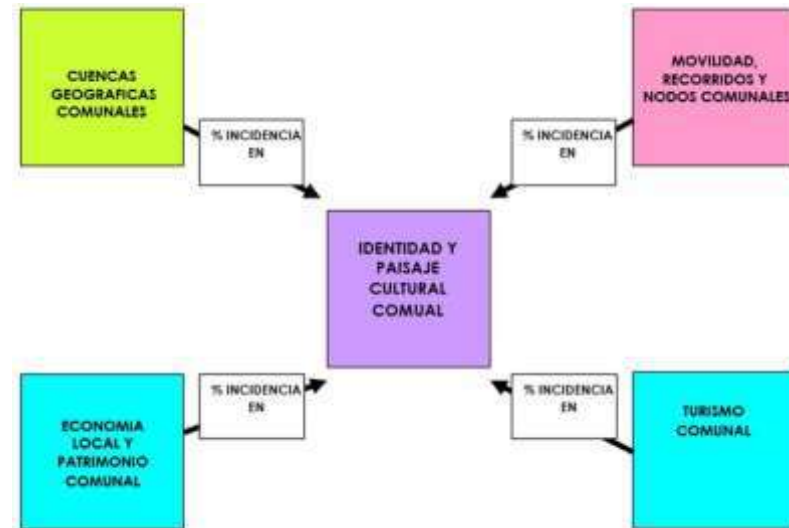 CUENCAS
GEOGRAFICAS
COMUNALES
MOVILIDAD,
RECORRIDOS Y
NODOS COMUNALES
% INCIDENCIA
EN
% INCIDENCIA
EN
IDENTIDAD Y
PAISAJE
CULTURAL
COMUAL
% INCIDENCIA
EN
% INCIDENCIA
EN
ECONOMIA
LOCAL Y
PATRIMONIO
COMUNAL
TURISMO
COMUNAL